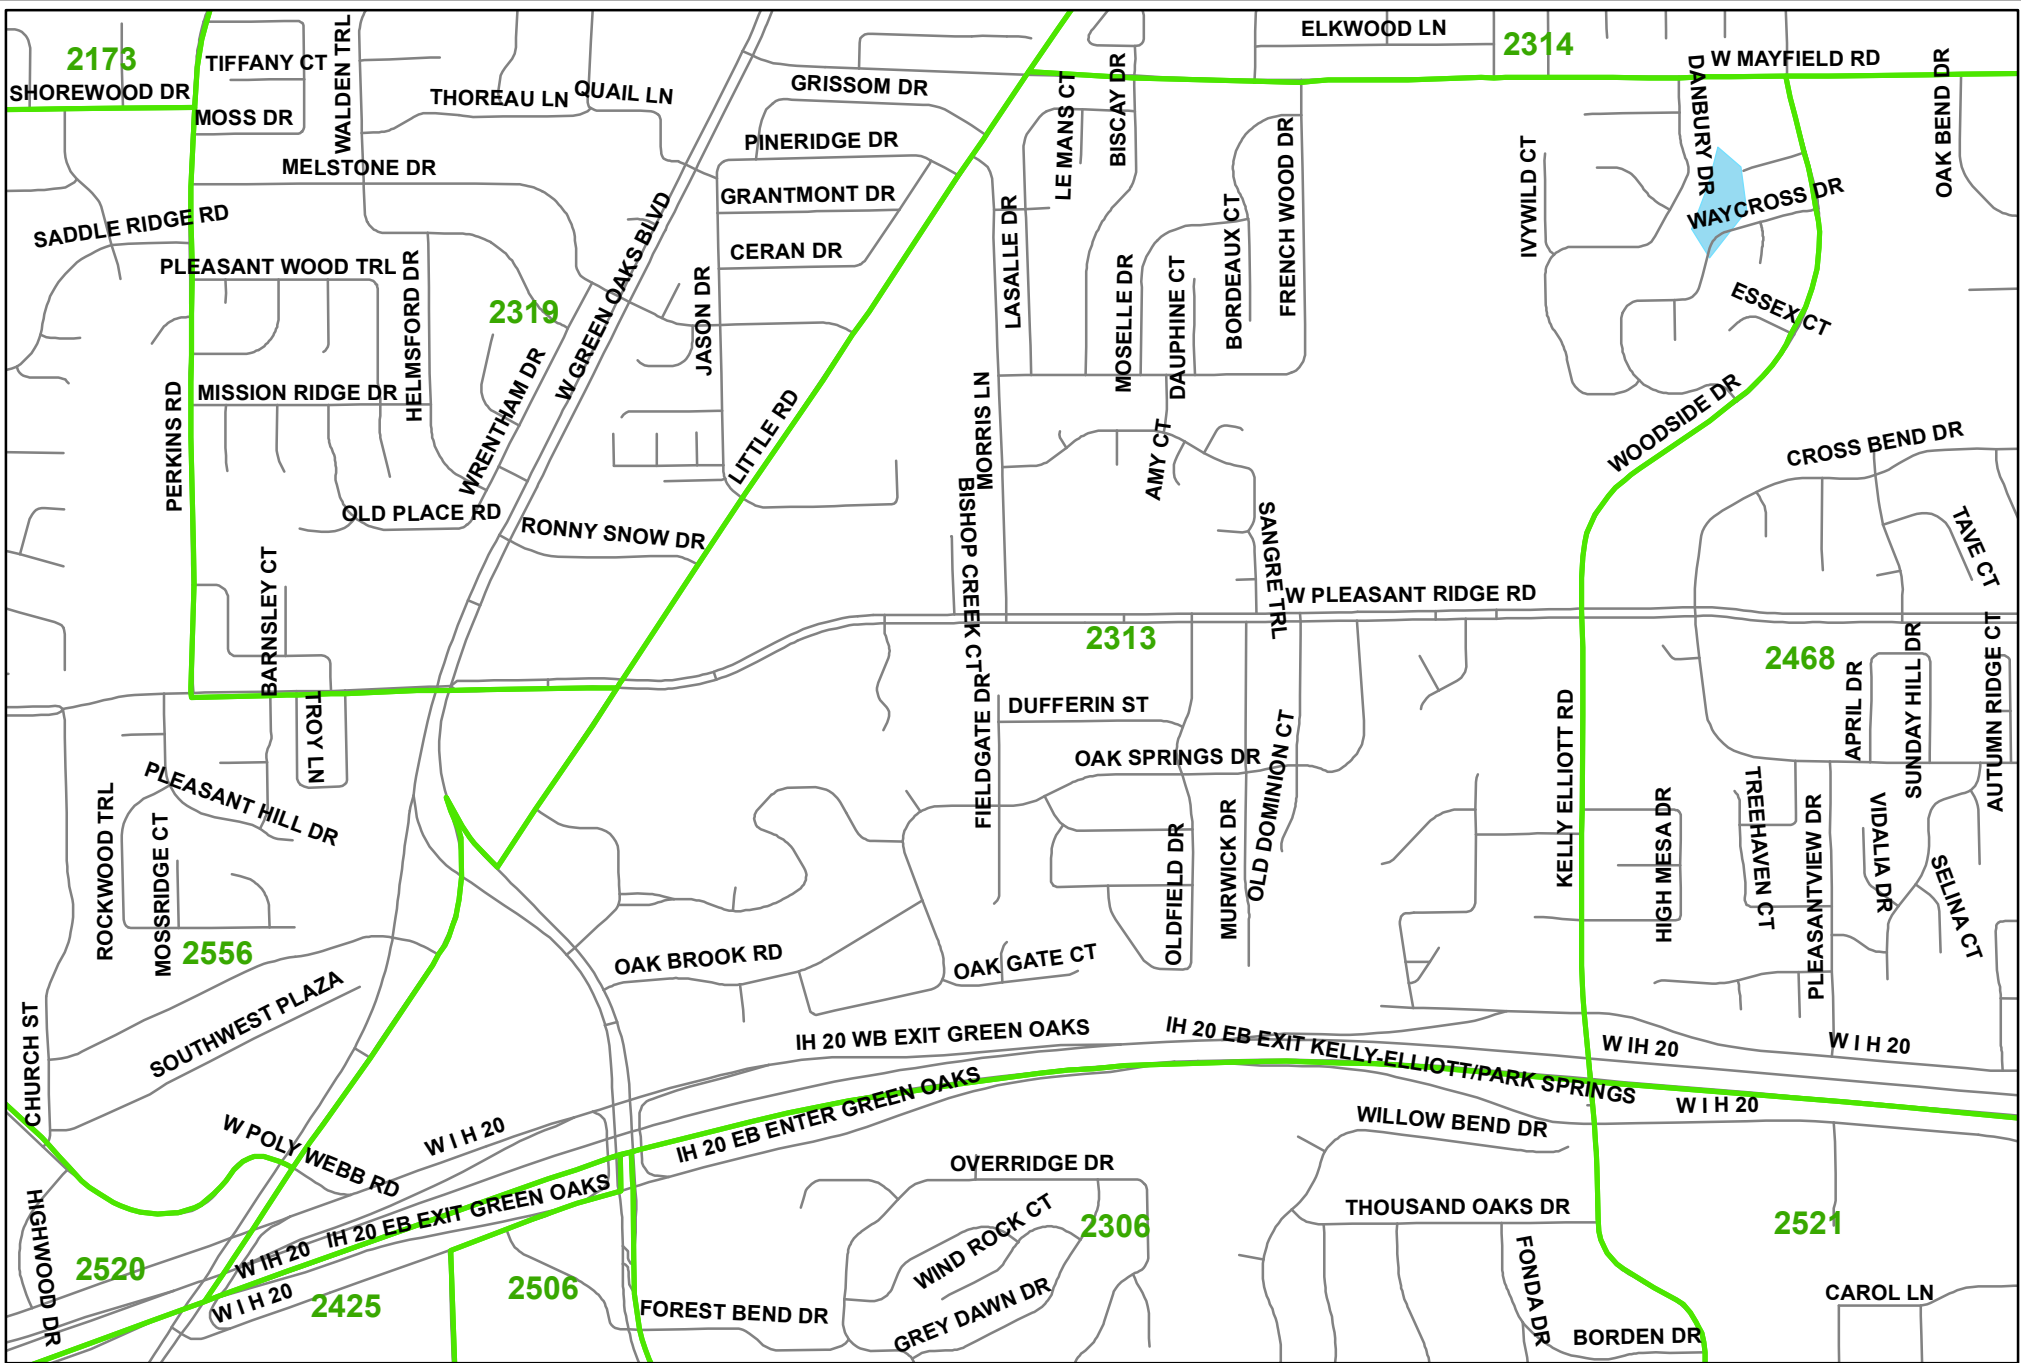 ELKWOOD LN
2314
2173
TIFFANY CT
WALDEN TRL
W MAYFIELD RD
SHOREWOOD DR
MOSS DR
THOREAU LN
QUAIL LN
GRISSOM DR
LE MANS CT
BISCAY DR
DANBURY DR
OAK BEND DR
PINERIDGE DR
MELSTONE DR
GRANTMONT DR
FRENCH WOOD DR
IVYWILD CT
WAYCROSS DR
SADDLE RIDGE RD
W GREEN OAKS BLVD
CERAN DR
LASALLE DR
BORDEAUX CT
PLEASANT WOOD TRL
HELMSFORD DR
2319
JASON DR
MOSELLE DR
DAUPHINE CT
ESSEX CT
MISSION RIDGE DR
WRENTHAM DR
PERKINS RD
LITTLE RD
MORRIS LN
AMY CT
WOODSIDE DR
CROSS BEND DR
OLD PLACE RD
RONNY SNOW DR
BISHOP CREEK CT
SANGRE TRL
TAVE CT
BARNSLEY CT
W PLEASANT RIDGE RD
2313
2468
SUNDAY HILL DR
AUTUMN RIDGE CT
APRIL DR
TROY LN
FIELDGATE DR
DUFFERIN ST
OAK SPRINGS DR
OLD DOMINION CT
KELLY ELLIOTT RD
PLEASANT HILL DR
ROCKWOOD TRL
MOSSRIDGE CT
OLDFIELD DR
MURWICK DR
HIGH MESA DR
TREEHAVEN CT
PLEASANTVIEW DR
VIDALIA DR
SELINA CT
2556
OAK BROOK RD
OAK GATE CT
SOUTHWEST PLAZA
CHURCH ST
IH 20 WB EXIT GREEN OAKS
IH 20 EB EXIT KELLY-ELLIOTT/PARK SPRINGS
W IH 20
W I H 20
W I H 20
IH 20 EB ENTER GREEN OAKS
W POLY WEBB RD
W I H 20
WILLOW BEND DR
OVERRIDGE DR
IH 20 EB EXIT GREEN OAKS
HIGHWOOD DR
2306
WIND ROCK CT
THOUSAND OAKS DR
2521
2520
W IH 20
W I H 20
2425
2506
FOREST BEND DR
GREY DAWN DR
FONDA DR
BORDEN DR
CAROL LN